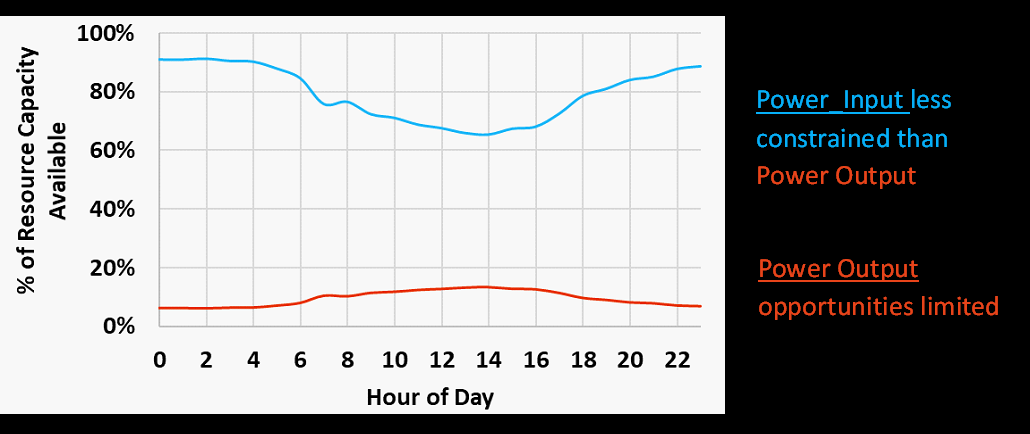 % of Resource Capacity
Available
100%
80%
60%
40%
20%
0%
0 2 4 6 8 10 12 14 16 18 20 22
Hour of Day
Power_Input less
constrained than
Power Output
Power Output
opportunities limited